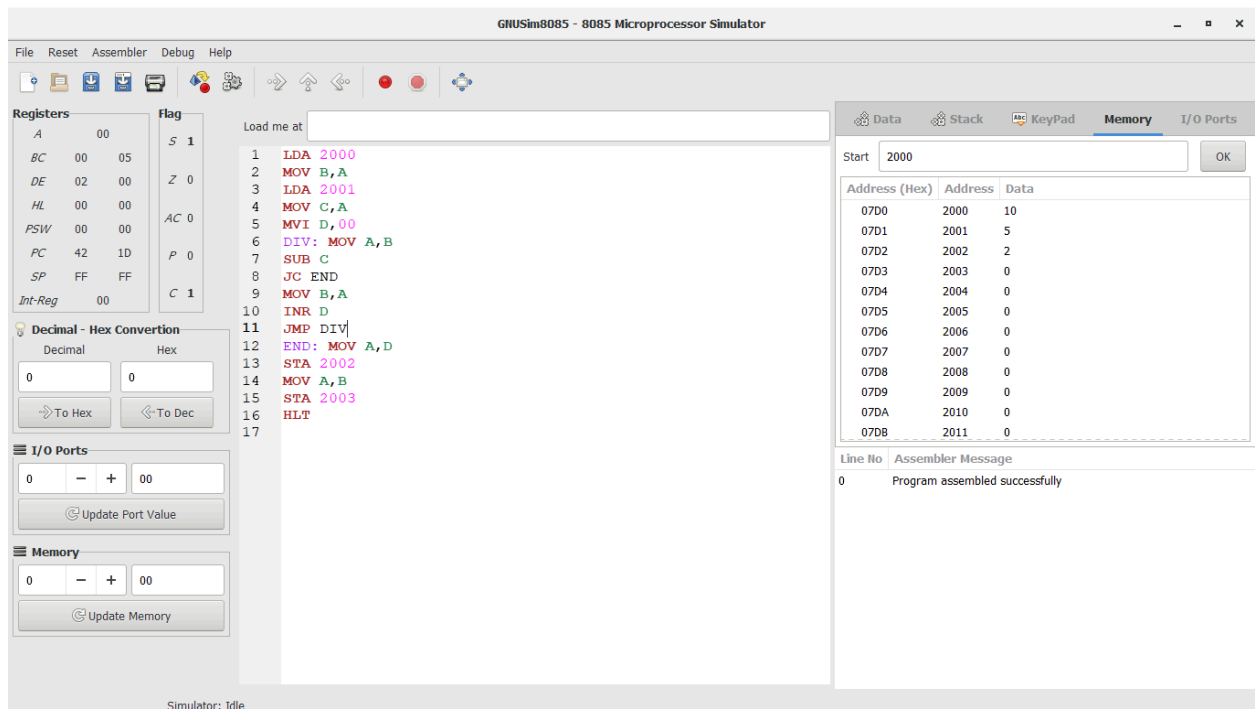 GNUSim8085 - 8085 Microprocessor Simulator
File Reset Assembler Debug Help
Registers
A 00
BC 00 05
DE 02 00
HL 00 00
PSW 00 00
PC 42 1D
SP FF FF
Int-Reg 00
Flag
S 1
Z 0
AC 0
P 0
C 1
Decimal - Hex Convertion
Decimal Hex
0 0
To Hex To Dec
I/O Ports
0 − + 00
Update Port Value
Memory
0 − + 00
Update Memory
Load me at
1 LDA 2000
2 MOV B,A
3 LDA 2001
4 MOV C,A
5 MVI D,00
6 DIV: MOV A,B
7 SUB C
8 JC END
9 MOV B,A
10 INR D
11 JMP DIV
12 END: MOV A,D
13 STA 2002
14 MOV A,B
15 STA 2003
16 HLT
17
Data Stack Abc KeyPad Memory I/O Ports
Start 2000 OK
Address (Hex) Address Data
07D0 2000 10
07D1 2001 5
07D2 2002 2
07D3 2003 0
07D4 2004 0
07D5 2005 0
07D6 2006 0
07D7 2007 0
07D8 2008 0
07D9 2009 0
07DA 2010 0
07DB 2011 0
Line No Assembler Message
0 Program assembled successfully
Simulator: Idle